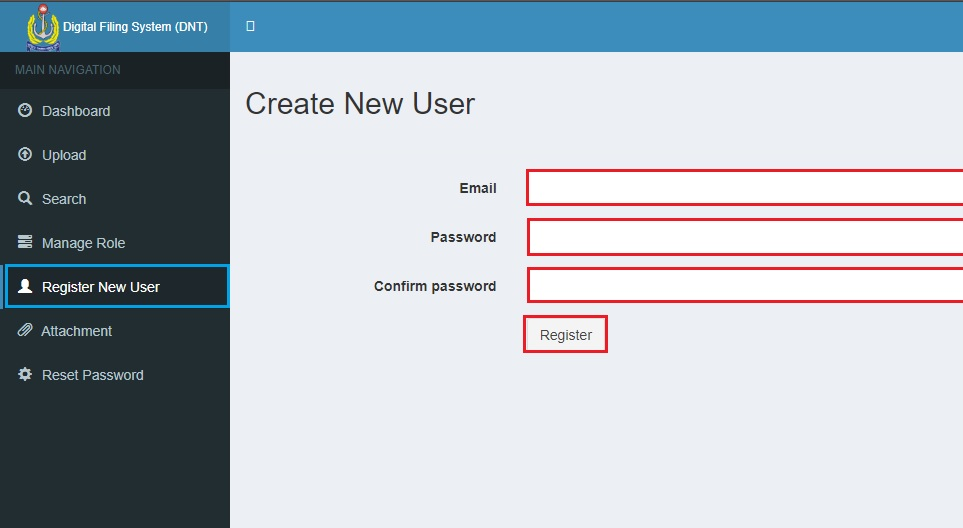 Digital Filing System (DNT)
MAIN NAVIGATION
Dashboard
Upload
Search
Manage Role
Register New User
Attachment
Reset Password
Create New User
Email
Password
Confirm password
Register